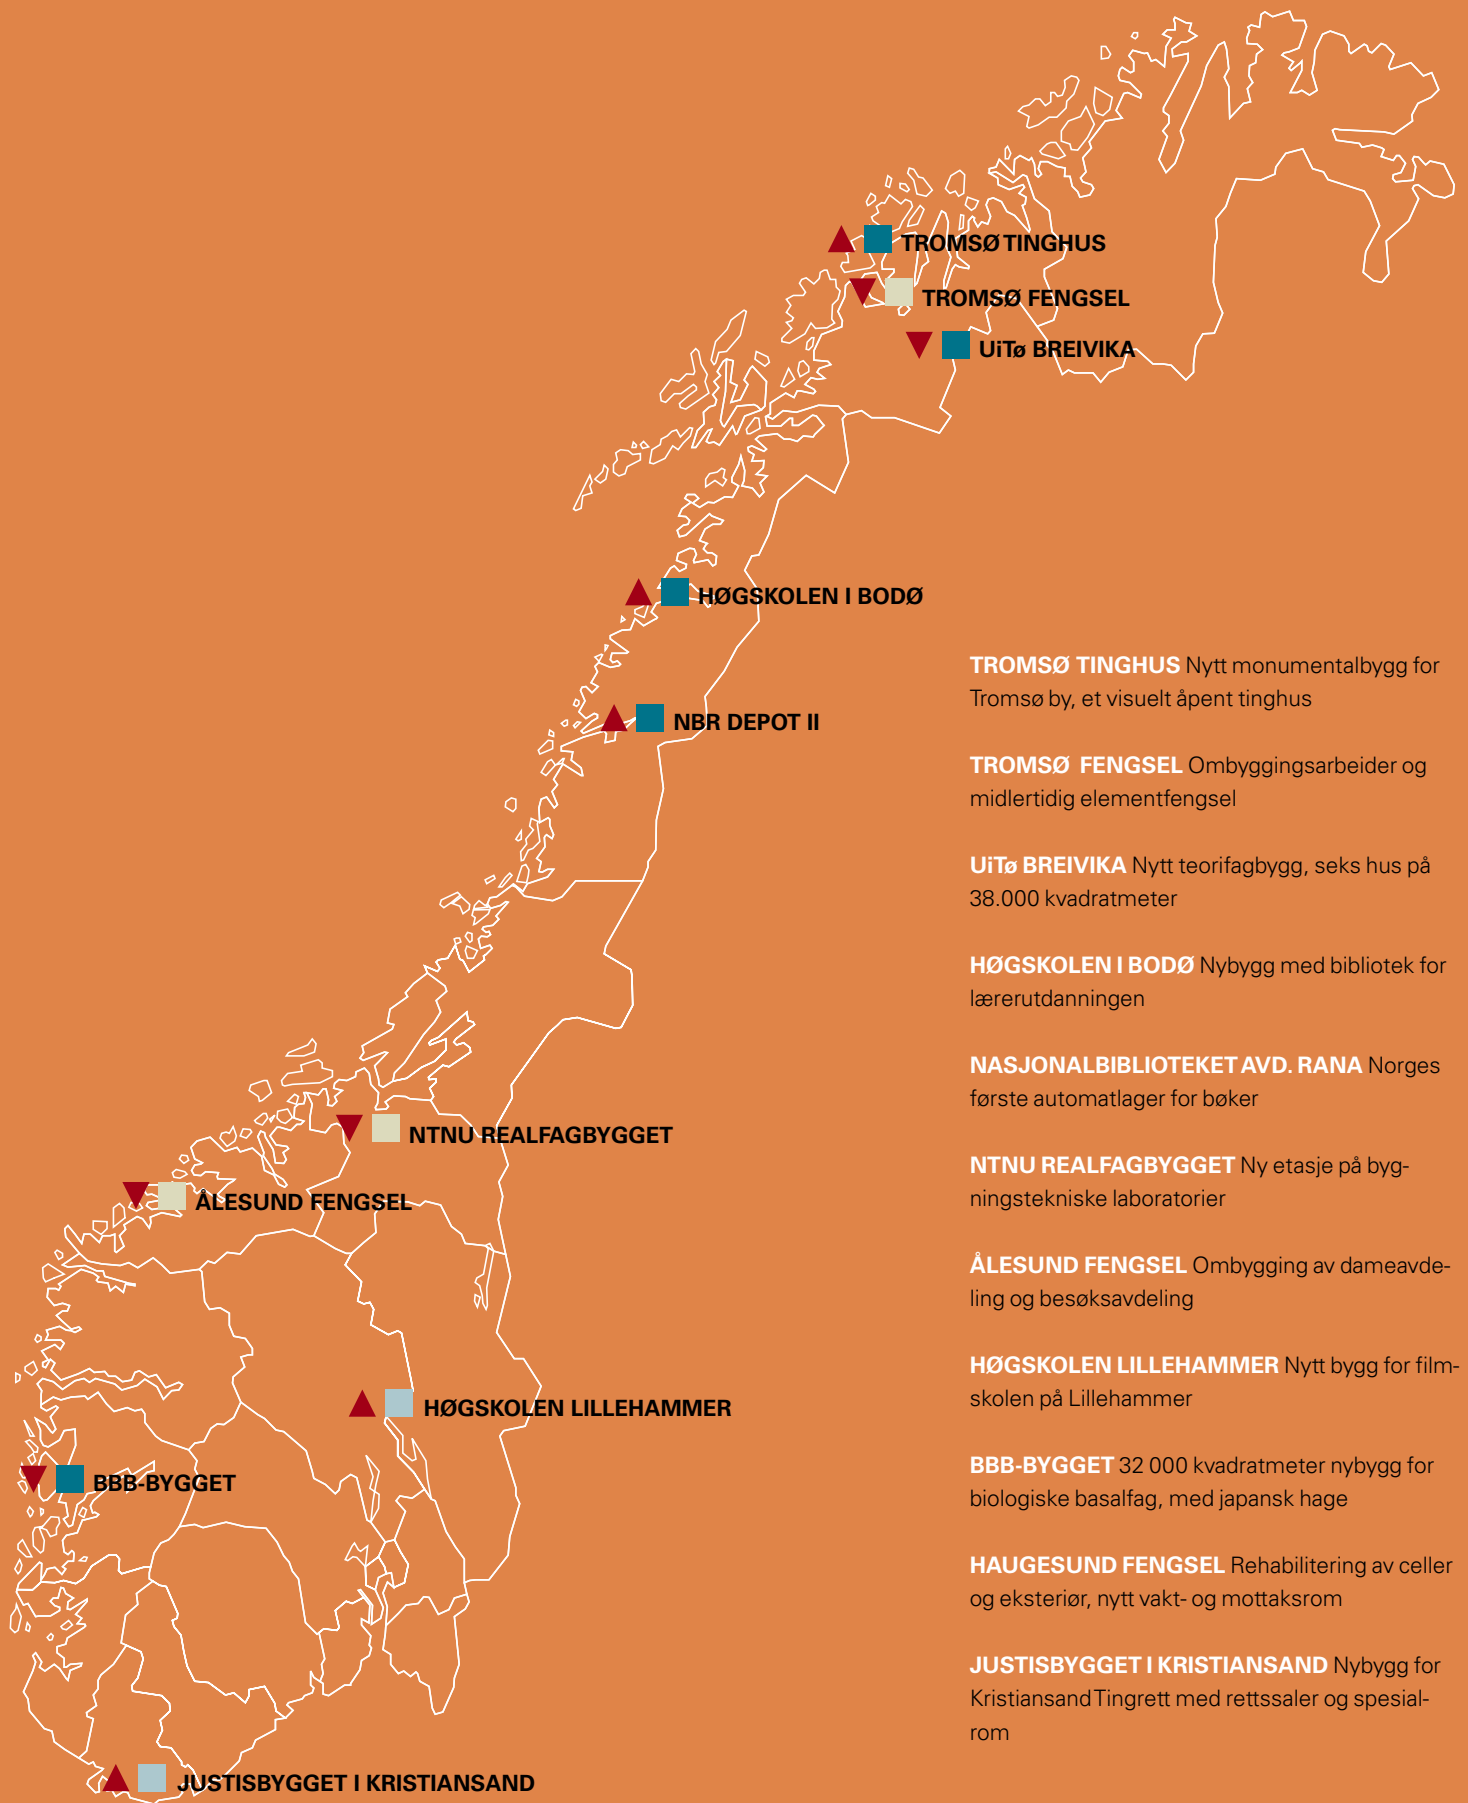 TROMSØ TINGHUS
TROMSØ FENGSEL
UiTø BREIVIKA
HØGSKOLEN I BODØ
NBR DEPOT II
NTNU REALFAGBYGGET
ÅLESUND FENGSEL
HØGSKOLEN LILLEHAMMER
BBB-BYGGET
JUSTISBYGGET I KRISTIANSAND
TROMSØ TINGHUS Nytt monumentalbygg for
Tromsø by, et visuelt åpent tinghus
TROMSØ FENGSEL Ombyggingsarbeider og
midlertidig elementfengsel
UiTø BREIVIKA Nytt teorifagbygg, seks hus på
38.000 kvadratmeter
HØGSKOLEN I BODØ Nybygg med bibliotek for
lærerutdanningen
NASJONALBIBLIOTEKET AVD. RANA Norges
første automatlager for bøker
NTNU REALFAGBYGGET Ny etasje på byg-
ningstekniske laboratorier
ÅLESUND FENGSEL Ombygging av dameavde-
ling og besøksavdeling
HØGSKOLEN LILLEHAMMER Nytt bygg for film-
skolen på Lillehammer
BBB-BYGGET 32 000 kvadratmeter nybygg for
biologiske basalfag, med japansk hage
HAUGESUND FENGSEL Rehabilitering av celler
og eksteriør, nytt vakt- og mottaksrom
JUSTISBYGGET I KRISTIANSAND Nybygg for
Kristiansand Tingrett med rettssaler og spesial-
rom